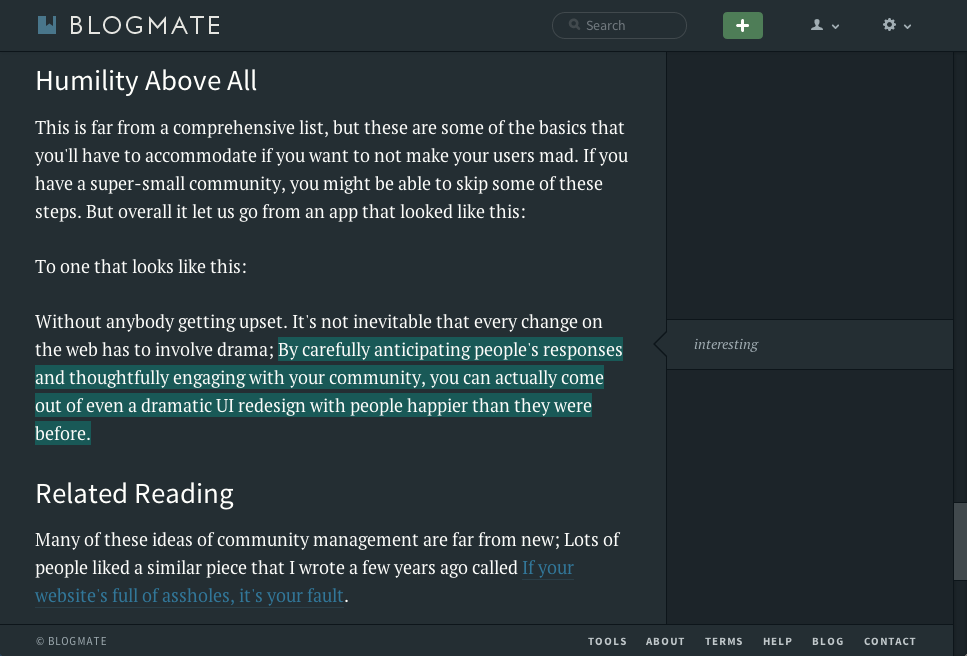 BLOGMATE
Search
Humility Above All
This is far from a comprehensive list, but these are some of the basics that
you'll have to accommodate if you want to not make your users mad. If you
have a super-small community, you might be able to skip some of these
steps. But overall it let us go from an app that looked like this:
To one that looks like this:
Without anybody getting upset. It's not inevitable that every change on
the web has to involve drama; By carefully anticipating people's responses
and thoughtfully engaging with your community, you can actually come
out of even a dramatic UI redesign with people happier than they were
before.
interesting
Related Reading
Many of these ideas of community management are far from new; Lots of
people liked a similar piece that I wrote a few years ago called If your
website's full of assholes, it's your fault.
© BLOGMATE
TOOLS ABOUT TERMS HELP BLOG CONTACT